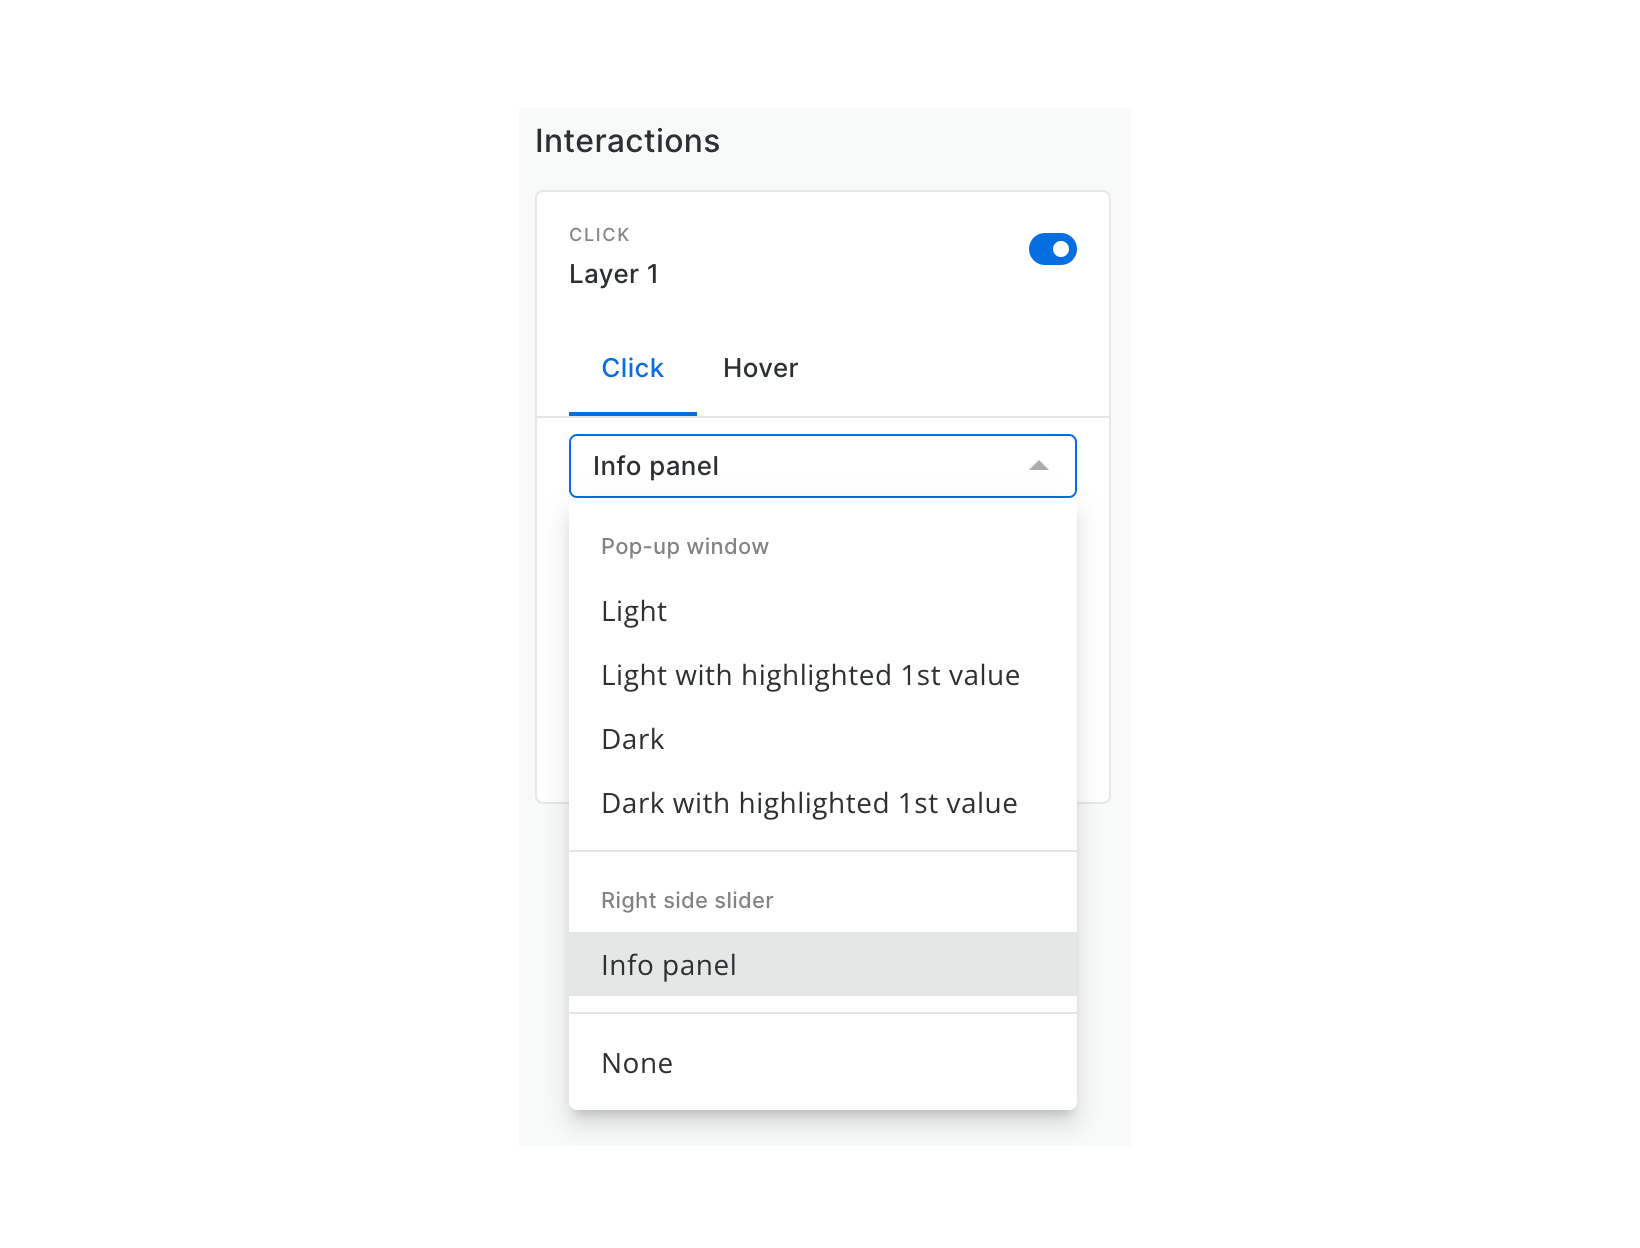 Interactions
CLICK
Layer 1
Click Hover
Info panel
Pop-up window
Light
Light with highlighted 1st value
Dark
Dark with highlighted 1st value
Right side slider
Info panel
None